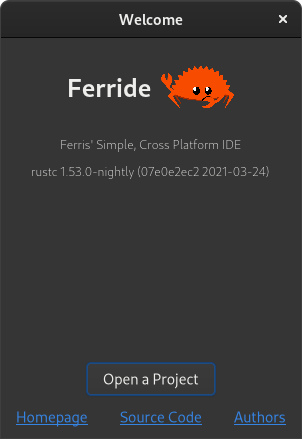 Welcome
Ferride
Ferris' Simple, Cross Platform IDE
rustc 1.53.0-nightly (07e0e2ec2 2021-03-24)
Open a Project
Homepage Source Code Authors